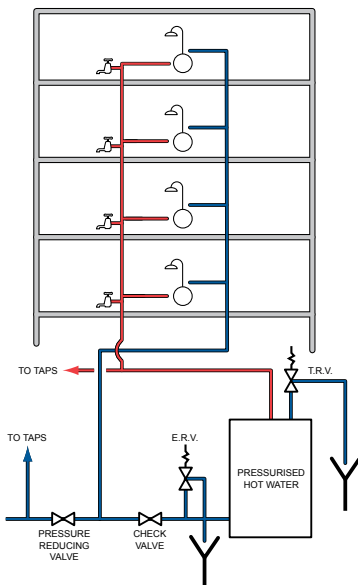 TO TAPS
T.R.V.
TO TAPS
E.R.V.
PRESSURISED
HOT WATER
PRESSURE
REDUCING
VALVE
CHECK
VALVE